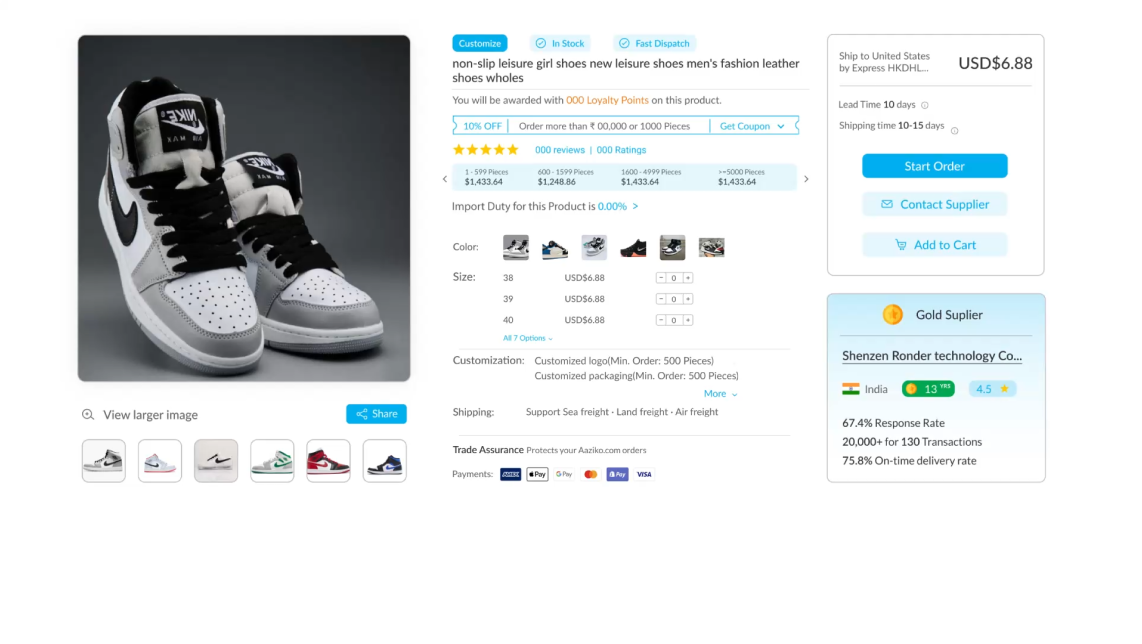 NIKE
AIR MAX
NIKE
View larger image
Share
Customize
In Stock
Fast Dispatch
non-slip leisure girl shoes new leisure shoes men's fashion leather
shoes wholes
You will be awarded with 000 Loyalty Points on this product.
10% OFF
Order more than ₹ 00,000 or 1000 Pieces
Get Coupon
000 reviews | 000 Ratings
1 - 599 Pieces
$1,433.64
600 - 1599 Pieces
$1,248.86
1600 - 4999 Pieces
$1,433.64
>=5000 Pieces
$1,433.64
Import Duty for this Product is 0.00% >
Color:
Size:
38 USD$6.88 - 0 +
39 USD$6.88 - 0 +
40 USD$6.88 - 0 +
All 7 Options
Customization: Customized logo(Min. Order: 500 Pieces)
Customized packaging(Min. Order: 500 Pieces)
More
Shipping: Support Sea freight · Land freight · Air freight
Trade Assurance Protects your Aaziko.com orders
Payments: AMEX Pay G Pay Pay VISA
Ship to United States
by Express HKDHL...
USD$6.88
Lead Time 10 days
Shipping time 10-15 days
Start Order
Contact Supplier
Add to Cart
Gold Suplier
Shenzen Ronder technology Co...
India
13 YRS
4.5
67.4% Response Rate
20,000+ for 130 Transactions
75.8% On-time delivery rate